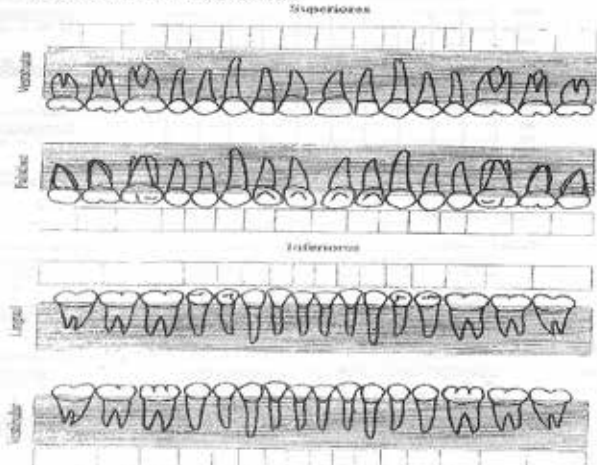 Superiores
Vestibular
Palatino
Inferiores
Lingual
Vestibular